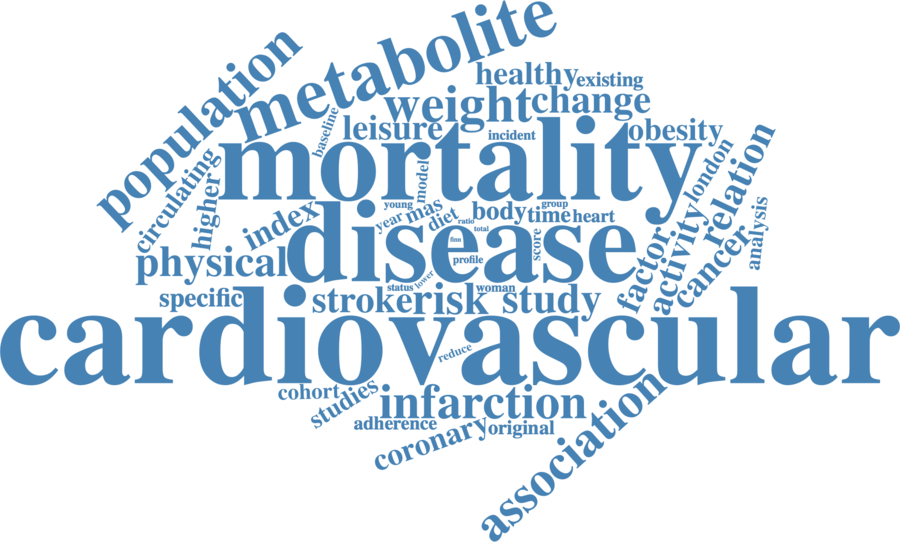 population
metabolite
healthy
existing
weight
change
leisure
baseline
incident
obesity
mortality
circulating
higher
model
london
relation
young
group
index
year
mas
diet
ratio
total
body
time
heart
factor
activity
cancer
analysis
disease
finn
profile
score
physical
status
lower
woman
specific
stroke
risk
study
cardiovascular
reduce
cohort
studies
infarction
adherence
coronary
original
association